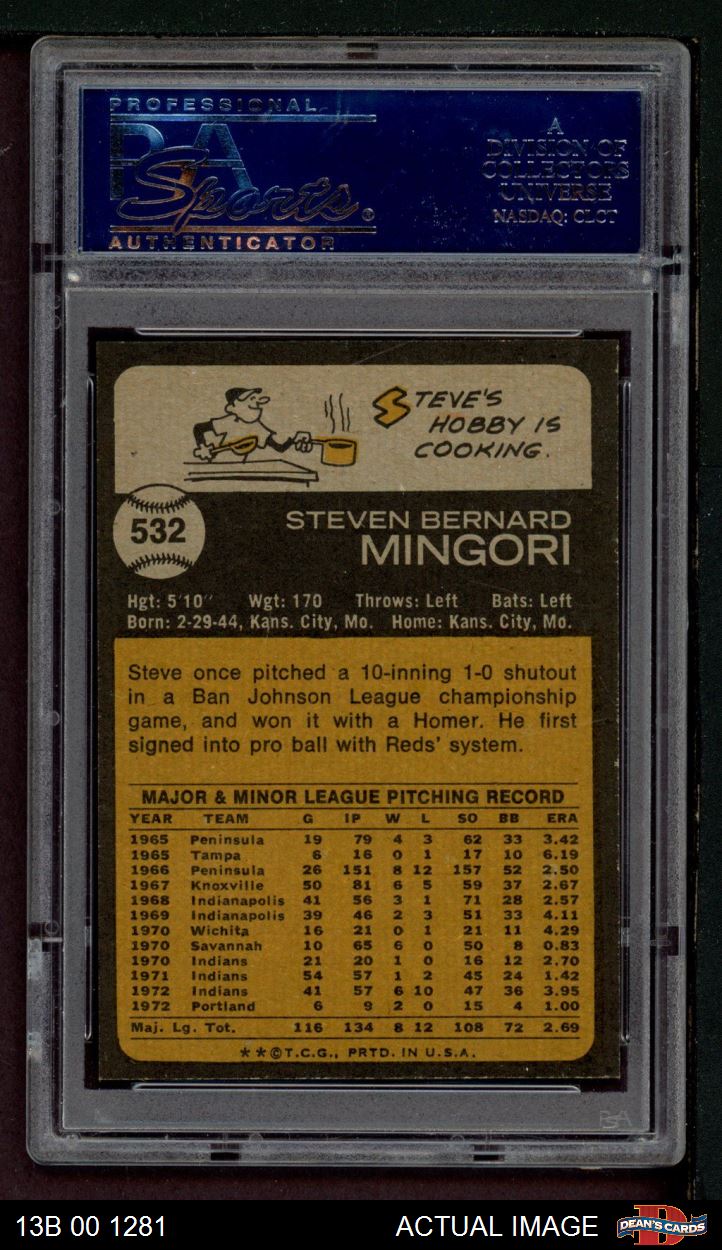 PROFESSIONAL
PSA
Sports®
AUTHENTICATOR
A
DIVISION OF
COLLECTORS
UNIVERSE
NASDAQ: CLCT
STEVE'S
HOBBY IS
COOKING.
532
STEVEN BERNARD
MINGORI
Hgt: 5'10" Wgt: 170 Throws: Left Bats: Left
Born: 2-29-44, Kans. City, Mo. Home: Kans. City, Mo.
Steve once pitched a 10-inning 1-0 shutout
in a Ban Johnson League championship
game, and won it with a Homer. He first
signed into pro ball with Reds' system.
MAJOR & MINOR LEAGUE PITCHING RECORD
YEAR TEAM G IP W L SO BB ERA
1965 Peninsula 19 79 4 3 62 33 3.42
1965 Tampa 6 16 0 1 17 10 6.19
1966 Peninsula 26 151 8 12 157 52 2.50
1967 Knoxville 50 81 6 5 59 37 2.67
1968 Indianapolis 41 56 3 1 71 28 2.57
1969 Indianapolis 39 46 2 3 51 33 4.11
1970 Wichita 16 21 0 1 21 11 4.29
1970 Savannah 10 65 6 0 50 8 0.83
1970 Indians 21 20 1 0 16 12 2.70
1971 Indians 54 57 1 2 45 24 1.42
1972 Indians 41 57 6 10 47 36 3.95
1972 Portland 6 9 2 0 15 4 1.00
Maj. Lg. Tot. 116 134 8 12 108 72 2.69
**©T.C.G., PRTD. IN U.S.A.
PSA
13B 00 1281 ACTUAL IMAGE DEAN'S CARDS